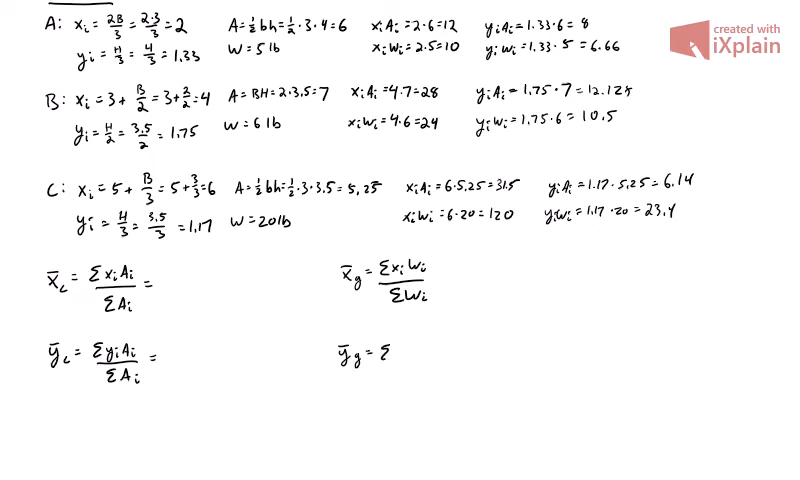 created with
iXplain
A: xᵢ = 2B/3 = 2·3/3 = 2 A = ½ bh = ½ · 3 · 4 = 6 xᵢAᵢ = 2·6 = 12 yᵢAᵢ = 1.33·6 = 8
yᵢ = H/3 = 4/3 = 1.33 W = 5 lb xᵢWᵢ = 2·5 = 10 yᵢWᵢ = 1.33 · 5 = 6.66
B: xᵢ = 3 + B/2 = 3 + 2/2 = 4 A = BH = 2·3.5 = 7 xᵢAᵢ = 4·7 = 28 yᵢAᵢ = 1.75 · 7 = 12.125
yᵢ = H/2 = 3.5/2 = 1.75 W = 6 lb xᵢWᵢ = 4·6 = 24 yᵢWᵢ = 1.75 · 6 = 10.5
C: xᵢ = 5 + B/3 = 5 + 3/3 = 6 A = ½ bh = ½ · 3 · 3.5 = 5.25 xᵢAᵢ = 6·5.25 = 31.5 yᵢAᵢ = 1.17 · 5.25 = 6.14
yᵢ = H/3 = 3.5/3 = 1.17 W = 20 lb xᵢWᵢ = 6·20 = 120 yᵢWᵢ = 1.17 · 20 = 23.4
x̄c = ΣxᵢAᵢ/ΣAᵢ = x̄g = ΣxᵢWᵢ/ΣWᵢ
ȳc = ΣyᵢAᵢ/ΣAᵢ = ȳg = Σ